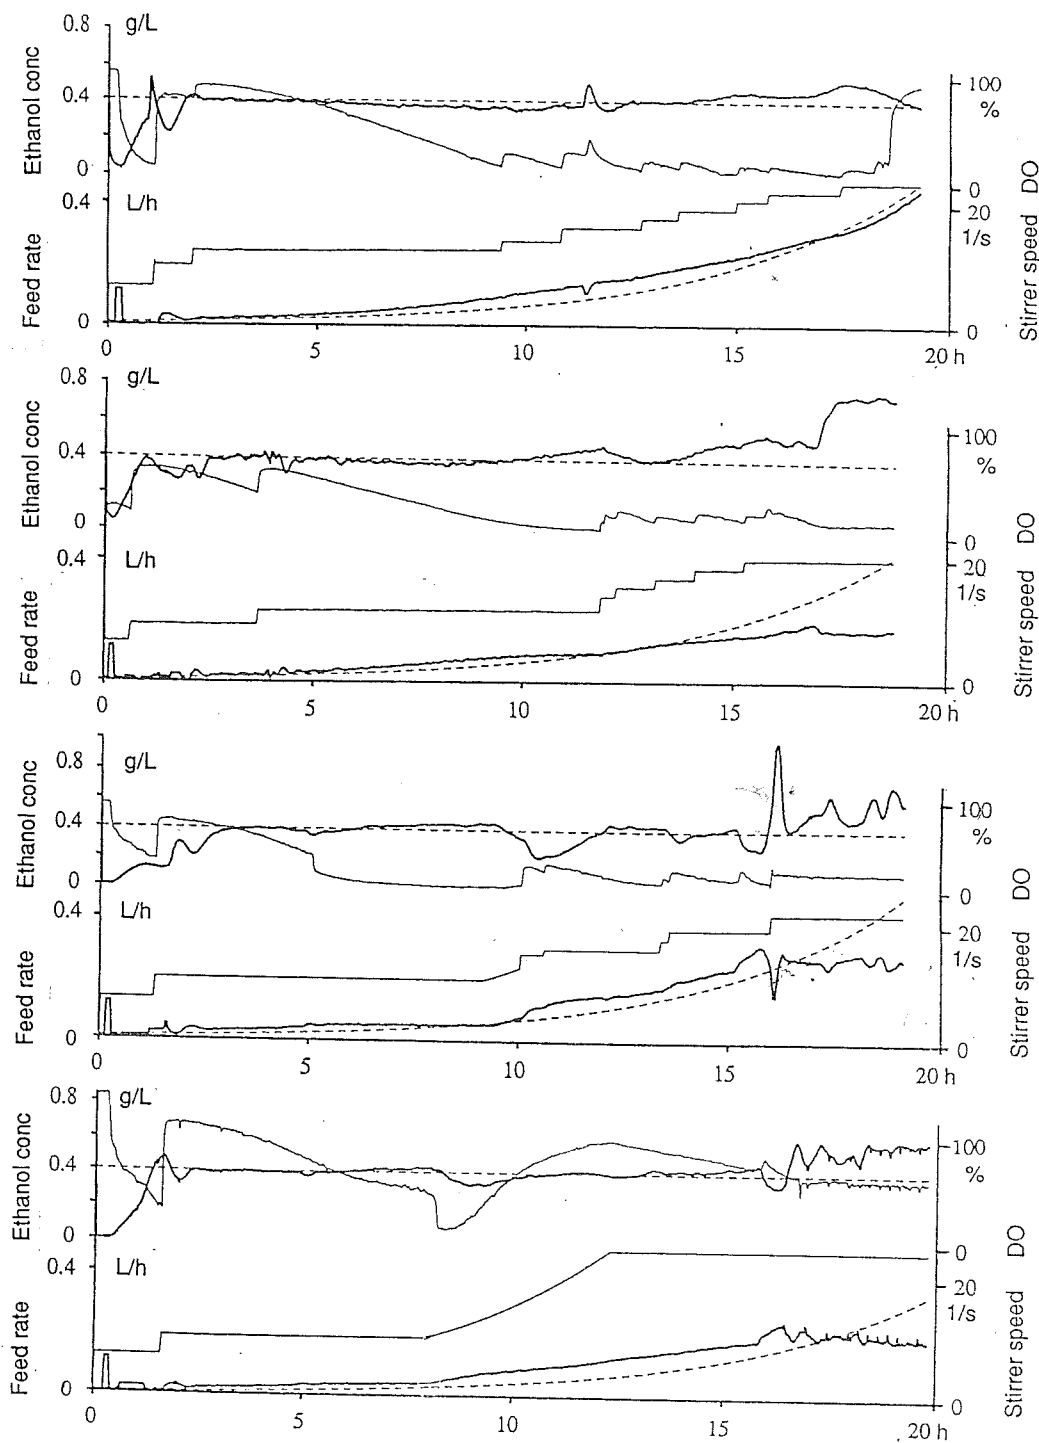 0.8 g/L
Ethanol conc
0.4
0
100
%
0
DO
0.4 L/h
Feed rate
0
20
1/s
0
Stirrer speed
0 5 10 15 20 h
0.8 g/L
Ethanol conc
0.4
0
100
%
0
DO
0.4 L/h
Feed rate
0
20
1/s
0
Stirrer speed
0 5 10 15 20 h
0.8 g/L
Ethanol conc
0.4
0
100
%
0
DO
0.4 L/h
Feed rate
0
20
1/s
0
Stirrer speed
0 5 10 15 20 h
0.8 g/L
Ethanol conc
0.4
0
100
%
0
DO
0.4 L/h
Feed rate
0
20
1/s
0
Stirrer speed
0 5 10 15 20 h